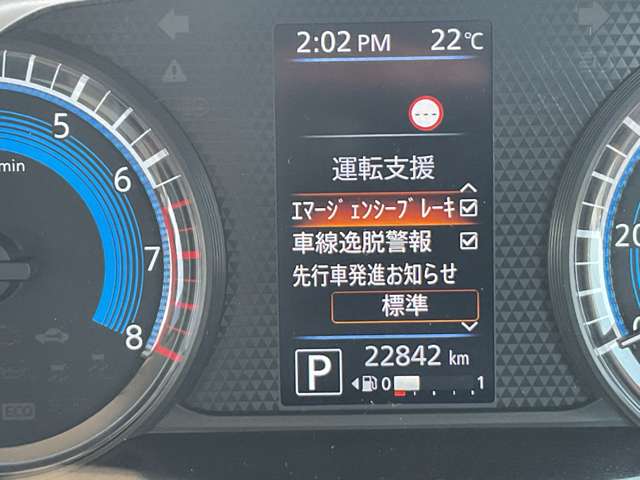 2:02 PM 22℃
運転支援
ｴﾏｰｼﾞｪﾝｼｰﾌﾞﾚｰｷ
車線逸脱警報
先行車発進お知らせ
標準
P 22842 km
0 1
5
min
6
7
8
20
ECO